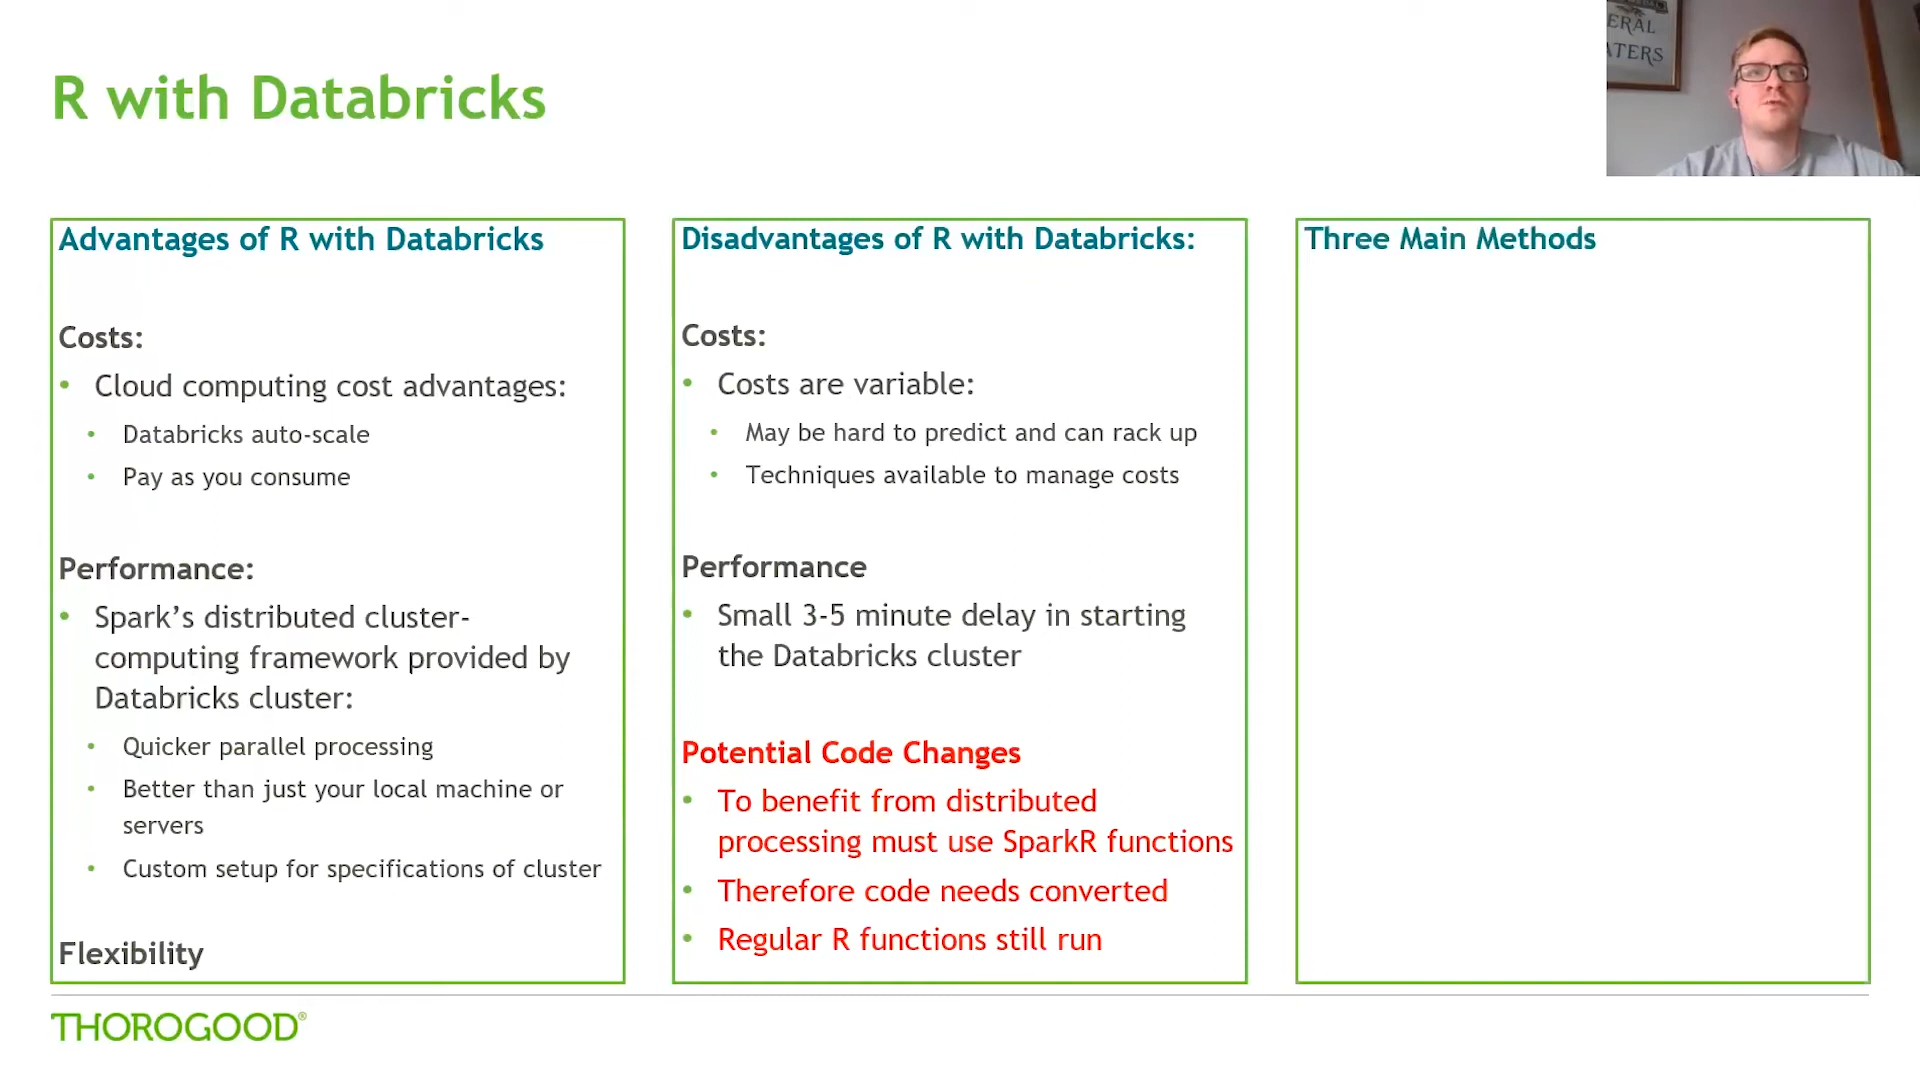 R with Databricks
ERAL
ATERS
Advantages of R with Databricks
Costs:
• Cloud computing cost advantages:
• Databricks auto-scale
• Pay as you consume
Performance:
• Spark’s distributed cluster-
computing framework provided by
Databricks cluster:
• Quicker parallel processing
• Better than just your local machine or
servers
• Custom setup for specifications of cluster
Flexibility
Disadvantages of R with Databricks:
Costs:
• Costs are variable:
• May be hard to predict and can rack up
• Techniques available to manage costs
Performance
• Small 3-5 minute delay in starting
the Databricks cluster
Potential Code Changes
• To benefit from distributed
processing must use SparkR functions
• Therefore code needs converted
• Regular R functions still run
Three Main Methods
THOROGOOD®